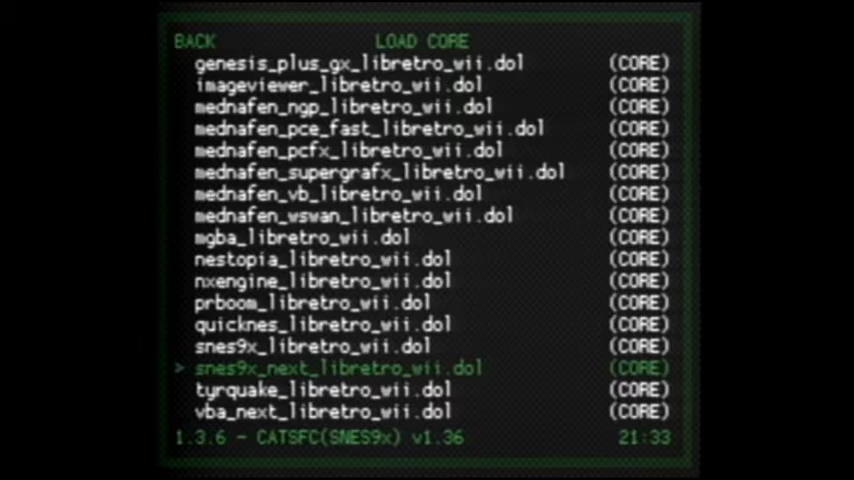 BACK LOAD CORE
genesis_plus_gx_libretro_wii.dol (CORE)
imageviewer_libretro_wii.dol (CORE)
mednafen_ngp_libretro_wii.dol (CORE)
mednafen_pce_fast_libretro_wii.dol (CORE)
mednafen_pcfx_libretro_wii.dol (CORE)
mednafen_supergrafx_libretro_wii.dol (CORE)
mednafen_vb_libretro_wii.dol (CORE)
mednafen_wswan_libretro_wii.dol (CORE)
mgba_libretro_wii.dol (CORE)
nestopia_libretro_wii.dol (CORE)
nxengine_libretro_wii.dol (CORE)
prboom_libretro_wii.dol (CORE)
quicknes_libretro_wii.dol (CORE)
snes9x_libretro_wii.dol (CORE)
> snes9x_next_libretro_wii.dol (CORE)
tyrquake_libretro_wii.dol (CORE)
vba_next_libretro_wii.dol (CORE)
1.3.6 - CATSFC(SNES9x) v1.36 21:33